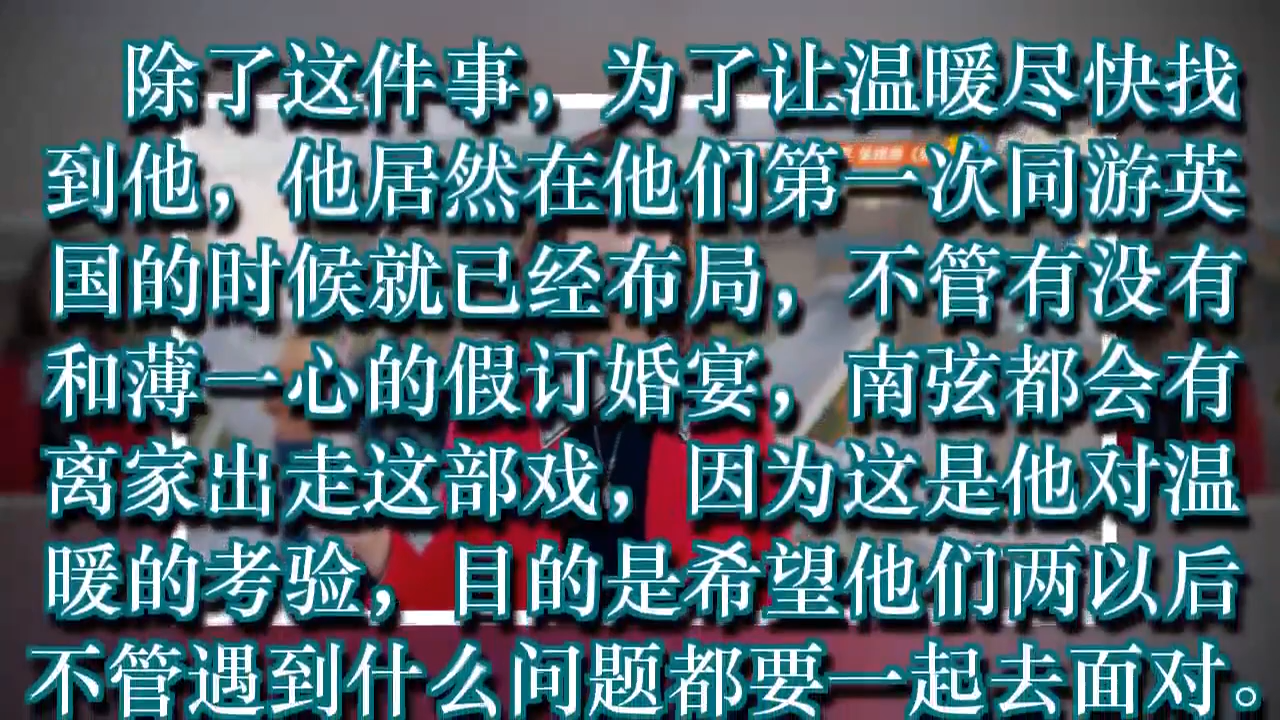 除了这件事，为了让温暖尽快找
到他，他居然在他们第一次同游英
国的时候就已经布局，不管有没有
和薄一心的假订婚宴，南弦都会有
离家出走这部戏，因为这是他对温
暖的考验，目的是希望他们两以后
不管遇到什么问题都要一起去面对。